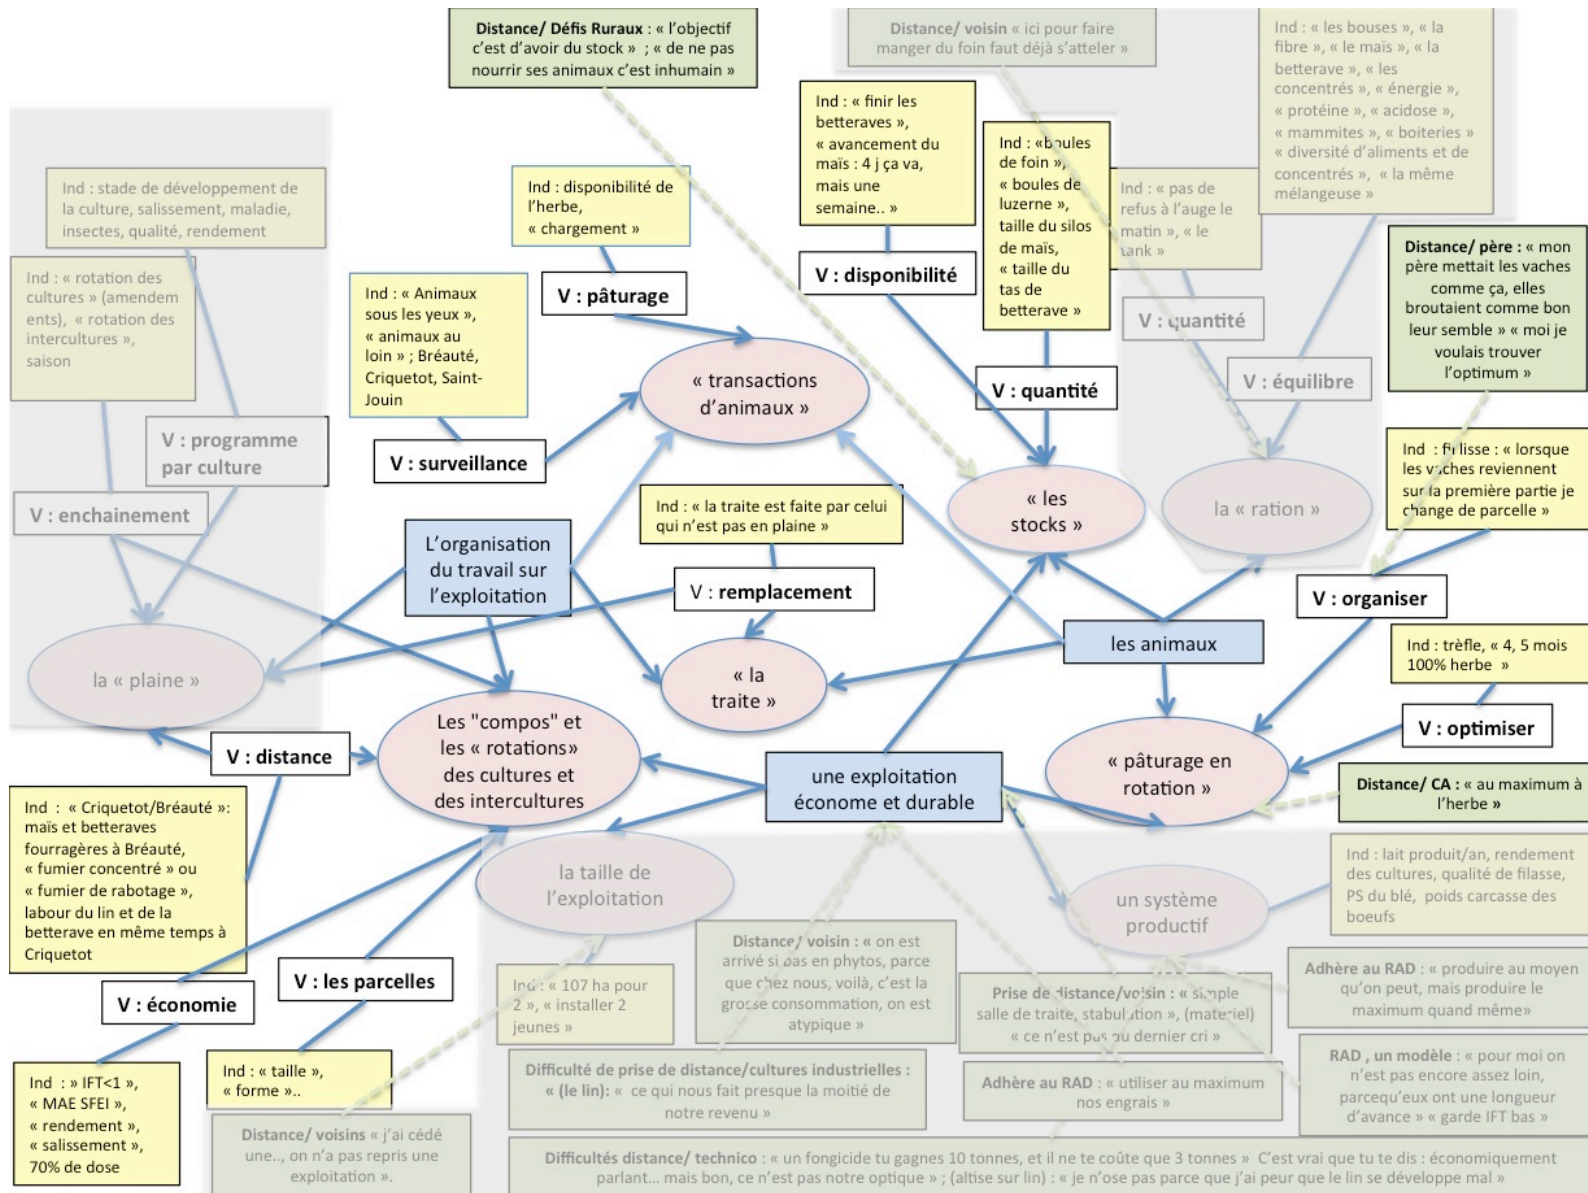 Distance/ Défis Ruraux : « l’objectif
c’est d’avoir du stock » ; « de ne pas
nourrir ses animaux c’est inhumain »
Distance/ voisin « ici pour faire
manger du foin faut déjà s’atteler »
Ind : « les bouses », « la
fibre », « le maïs », « la
betterave », « les
concentrés », « énergie »,
« protéine », « acidose »,
« mammites », « boiteries »
« diversité d’aliments et de
concentrés », « la même
mélangeuse »
Ind : « finir les
betteraves »,
« avancement du
maïs : 4 j ça va,
mais une
semaine.. »
Ind : «boules
de foin »,
« boules de
luzerne »,
taille du silos
de maïs,
« taille du
tas de
betterave »
Ind : « pas de
refus à l’auge le
matin », « le
tank »
Ind : stade de développement de
la culture, salissement, maladie,
insectes, qualité, rendement
Ind : disponibilité de
l’herbe,
« chargement »
Ind : « rotation des
cultures » (amendem
ents), « rotation des
intercultures »,
saison
Ind : « Animaux
sous les yeux »,
« animaux au
loin » ; Bréauté,
Criquetot, Saint-
Jouin
V : pâturage
V : disponibilité
V : quantité
V : quantité
V : équilibre
Distance/ père : « mon
père mettait les vaches
comme ça, elles
broutaient comme bon
leur semble » « moi je
voulais trouver
l’optimum »
V : programme
par culture
V : surveillance
« transactions
d’animaux »
V : enchainement
« les
stocks »
la « ration »
Ind : fil lisse : « lorsque
les vaches reviennent
sur la première partie je
change de parcelle »
Ind : « la traite est faite par celui
qui n’est pas en plaine »
L’organisation
du travail sur
l’exploitation
V : remplacement
V : organiser
les animaux
Ind : trèfle, « 4, 5 mois
100% herbe »
la « plaine »
« la
traite »
V : optimiser
V : distance
Les "compos" et
les « rotations»
des cultures et
des intercultures
une exploitation
économe et durable
« pâturage en
rotation »
Distance/ CA : « au maximum à
l’herbe »
Ind : « Criquetot/Bréauté »:
maïs et betteraves
fourragères à Bréauté,
« fumier concentré » ou
« fumier de rabotage »,
labour du lin et de la
betterave en même temps à
Criquetot
la taille de
l’exploitation
un système
productif
Ind : lait produit/an, rendement
des cultures, qualité de filasse,
PS du blé, poids carcasse des
boeufs
V : les parcelles
V : économie
Ind : « 107 ha pour
2 », « installer 2
jeunes »
Distance/ voisin : « on est
arrivé si bas en phytos, parce
que chez nous, voilà, c’est la
grosse consommation, on est
atypique »
Prise de distance/voisin : « simple
salle de traite, stabulation », (materiel)
« ce n’est pas du dernier cri »
Adhère au RAD : « produire au moyen
qu’on peut, mais produire le
maximum quand même»
Ind : » IFT<1 »,
« MAE SFEI »,
« rendement »,
« salissement »,
70% de dose
Ind : « taille »,
« forme »..
Difficulté de prise de distance/cultures industrielles :
« (le lin): « ce qui nous fait presque la moitié de
notre revenu »
Adhère au RAD : « utiliser au maximum
nos engrais »
RAD , un modèle : « pour moi on
n’est pas encore assez loin,
parcequ’eux ont une longueur
d’avance » « garde IFT bas »
Distance/ voisins « j’ai cédé
une.., on n’a pas repris une
exploitation ».
Difficultés distance/ technico : « un fongicide tu gagnes 10 tonnes, et il ne te coûte que 3 tonnes » C’est vrai que tu te dis : économiquement
parlant... mais bon, ce n’est pas notre optique » ; (altise sur lin) : « je n’ose pas parce que j’ai peur que le lin se développe mal »